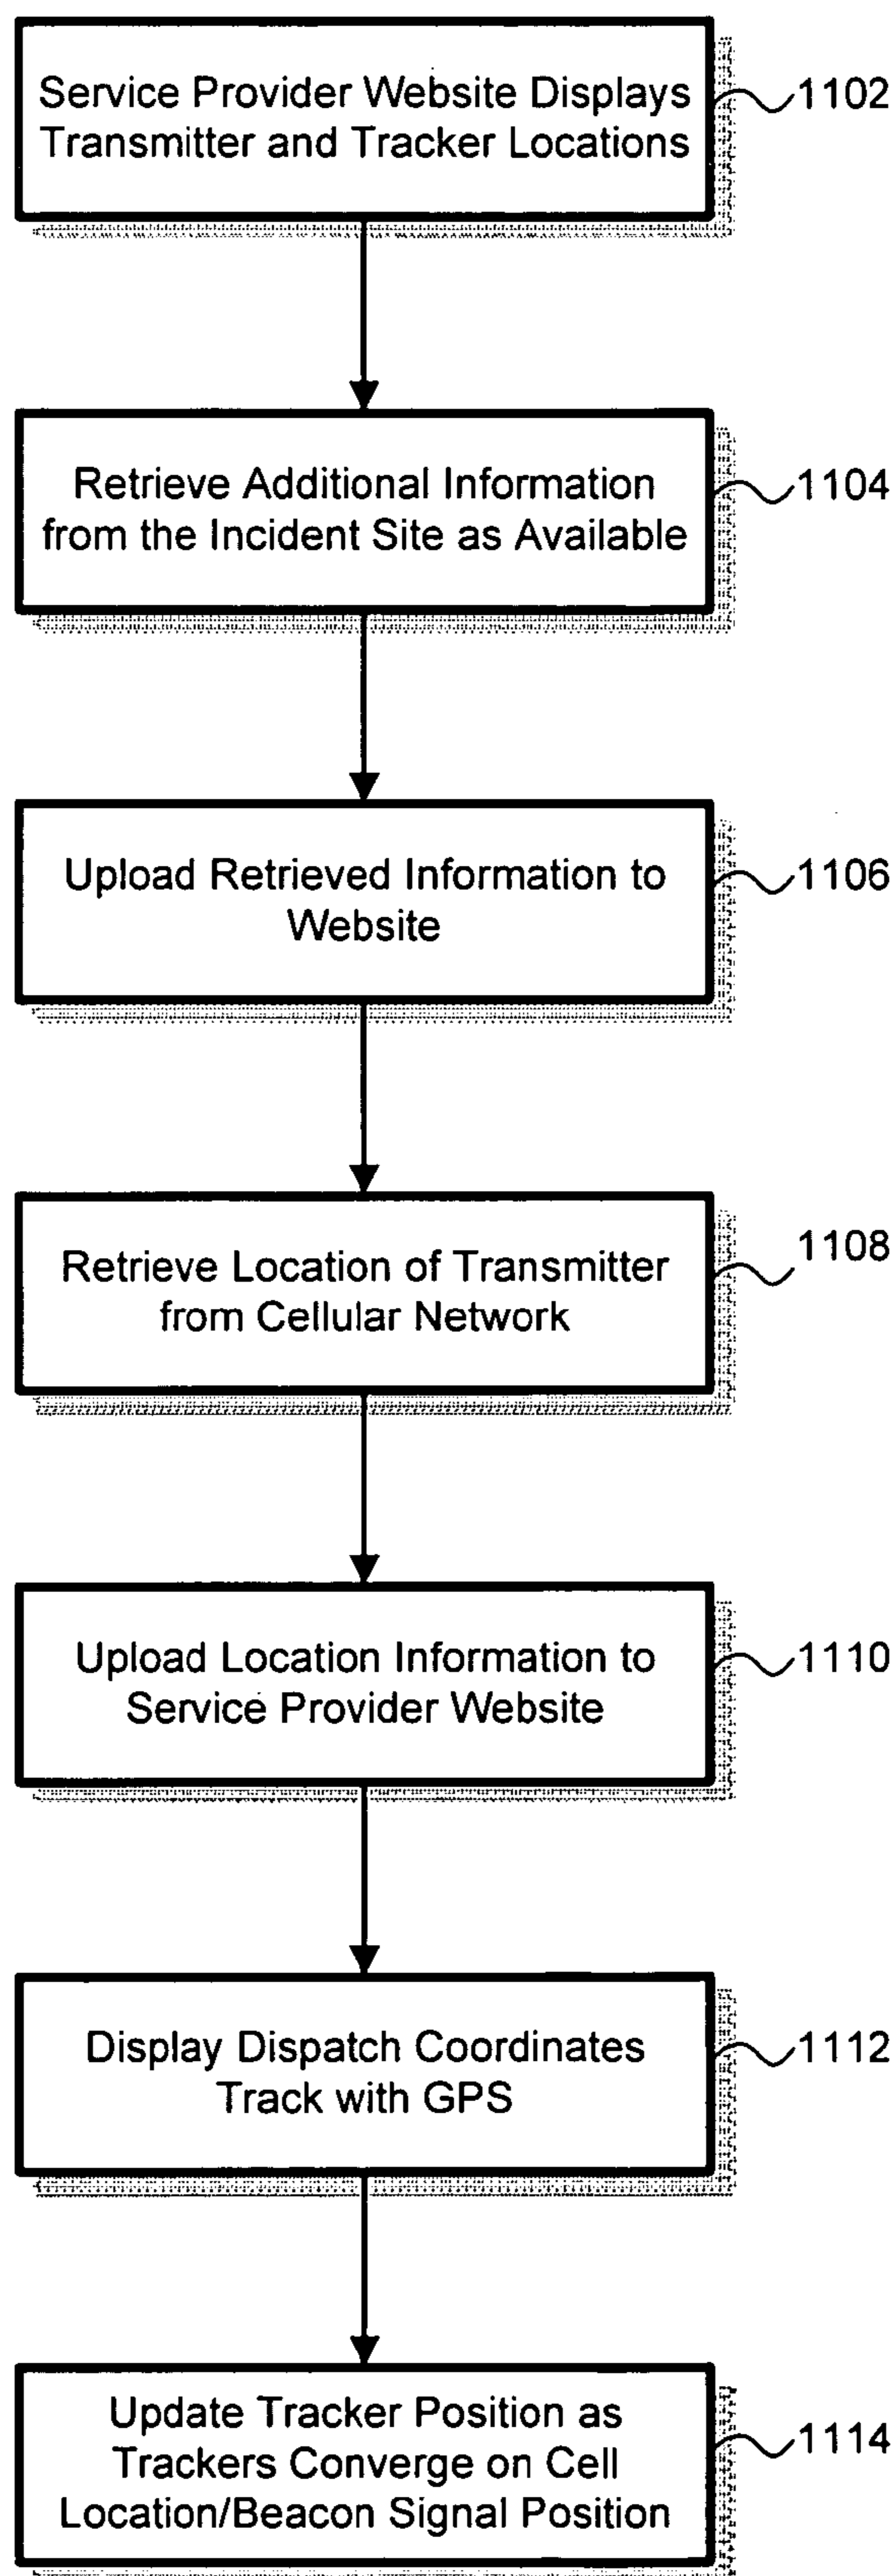 Service Provider Website Displays
Transmitter and Tracker Locations
1102
Retrieve Additional Information
from the Incident Site as Available
1104
Upload Retrieved Information to
Website
1106
Retrieve Location of Transmitter
from Cellular Network
1108
Upload Location Information to
Service Provider Website
1110
Display Dispatch Coordinates
Track with GPS
1112
Update Tracker Position as
Trackers Converge on Cell
Location/Beacon Signal Position
1114